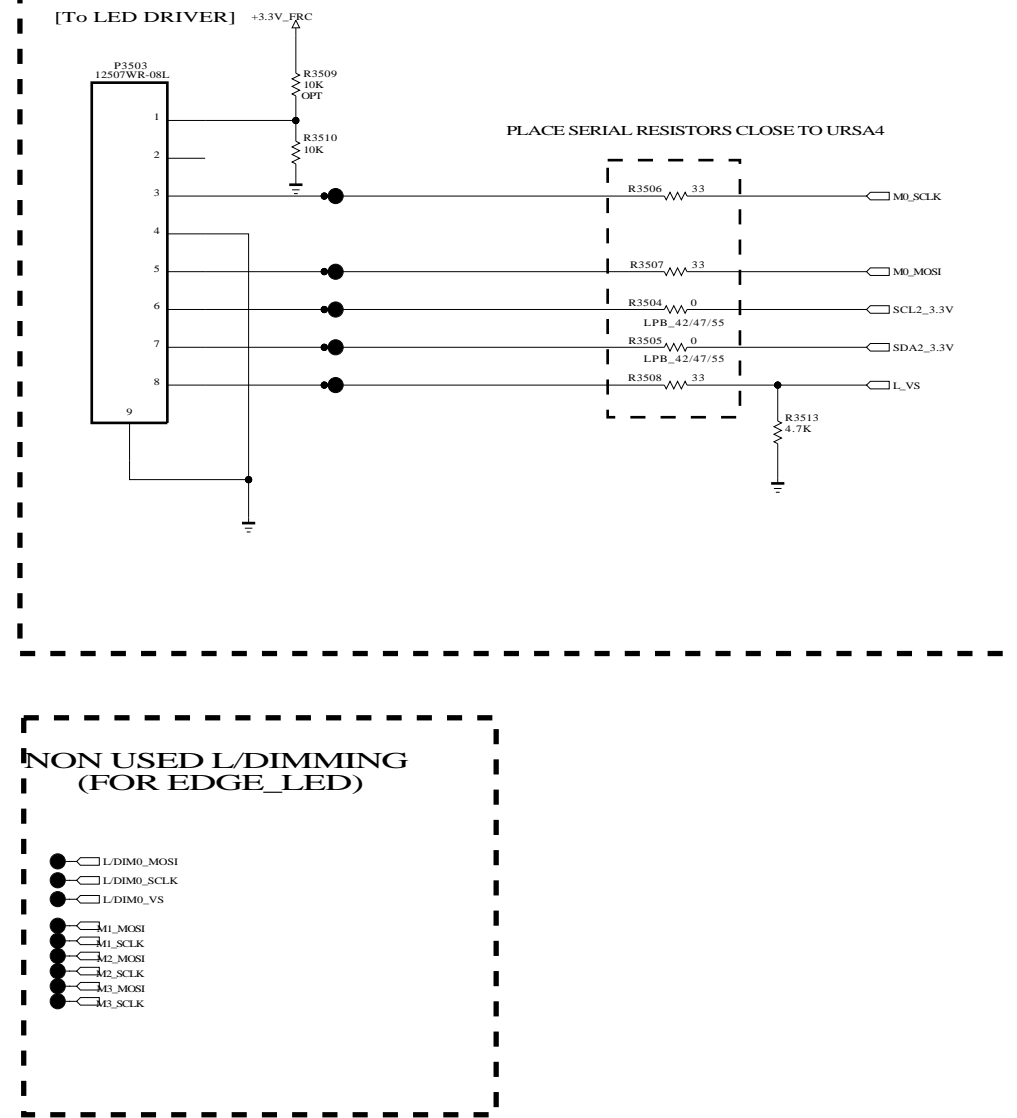 [To LED DRIVER]
+3.3V_FRC
P3503
12507WR-08L
R3509
10K
OPT
1
R3510
10K
PLACE SERIAL RESISTORS CLOSE TO URSA4
2
3
R3506 33
M0_SCLK
4
5
R3507 33
M0_MOSI
6
R3504 0
SCL2_3.3V
LPB_42/47/55
7
R3505 0
SDA2_3.3V
LPB_42/47/55
8
R3508 33
L_VS
9
R3513
4.7K
NON USED L/DIMMING
(FOR EDGE_LED)
L/DIM0_MOSI
L/DIM0_SCLK
L/DIM0_VS
M1_MOSI
M1_SCLK
M2_MOSI
M2_SCLK
M3_MOSI
M3_SCLK